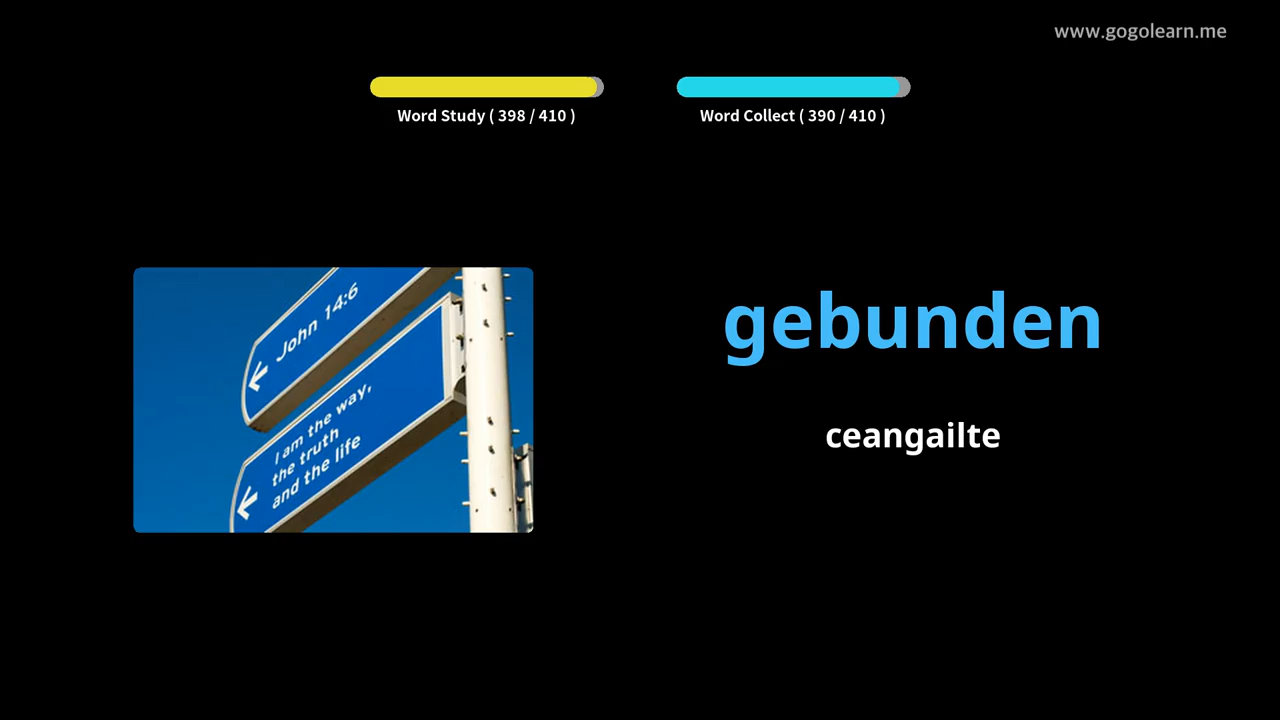 www.gogolearn.me
Word Study ( 398 / 410 )
Word Collect ( 390 / 410 )
John 14:6
I am the way,
the truth
and the life
gebunden
ceangailte